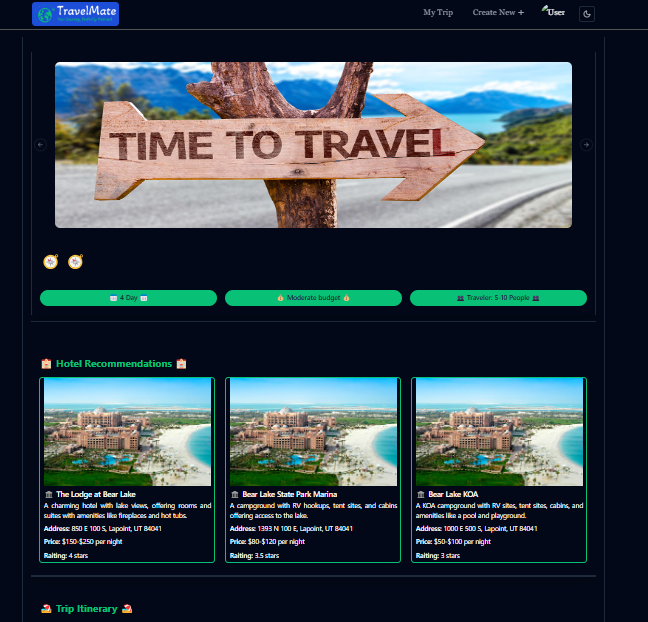 TravelMate
My Trip
Create New +
User
TIME TO TRAVEL
4 Day
Moderate budget
Traveler: 5-10 People
Hotel Recommendations
The Lodge at Bear Lake
A charming hotel with lake views, offering rooms and
suites with amenities like fireplaces and hot tubs.
Address: 850 E 100 S, Lapoint, UT 84041
Price: $150-$250 per night
Raiting: 4 stars
Bear Lake State Park Marina
A campground with RV hookups, tent sites, and cabins
offering access to the lake.
Address: 1393 N 100 E, Lapoint, UT 84041
Price: $80-$120 per night
Raiting: 3.5 stars
Bear Lake KOA
A KOA campground with RV sites, tent sites, cabins, and
amenities like a pool and playground.
Address: 1000 E 500 S, Lapoint, UT 84041
Price: $50-$100 per night
Raiting: 3 stars
Trip Itinerary